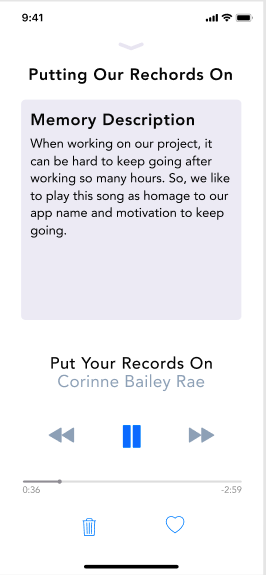 9:41
Putting Our Rechords On
Memory Description
When working on our project, it
can be hard to keep going after
working so many hours. So, we like
to play this song as homage to our
app name and motivation to keep
going.
Put Your Records On
Corinne Bailey Rae
0:36
-2:59